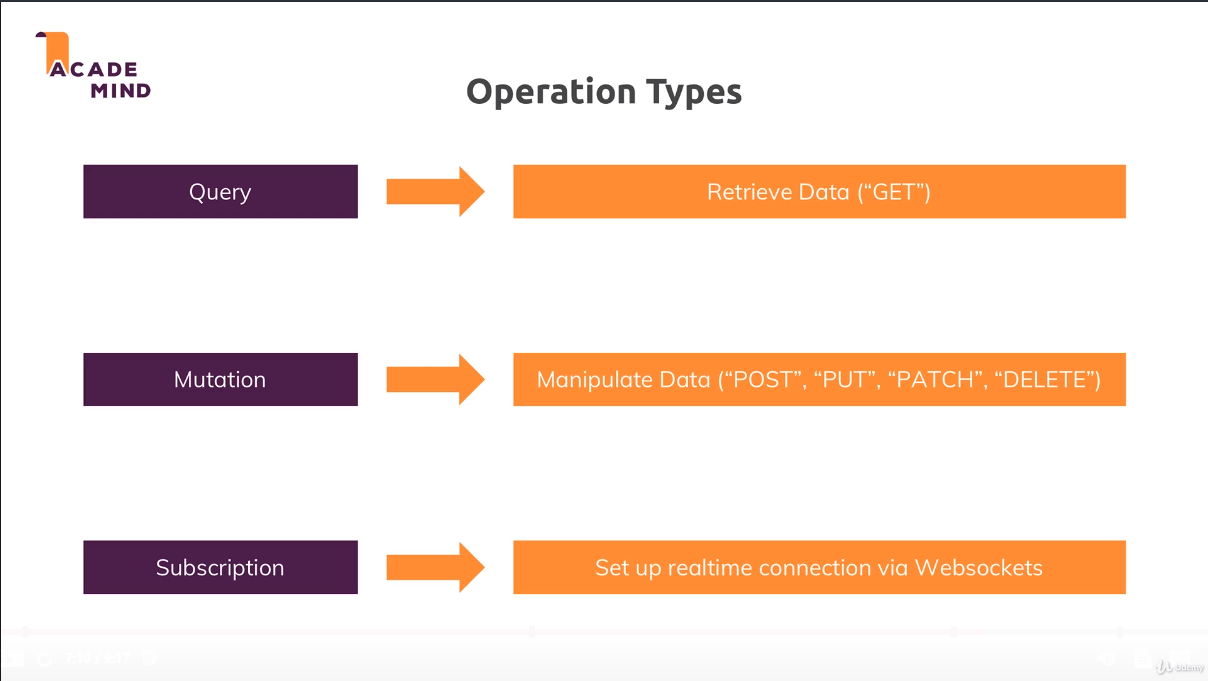 ACADE
MIND
Operation Types
Query
Retrieve Data (“GET”)
Mutation
Manipulate Data (“POST”, “PUT”, “PATCH”, “DELETE”)
Subscription
Set up realtime connection via Websockets
Udemy